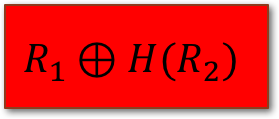 R₁ ⊕ H(R₂)